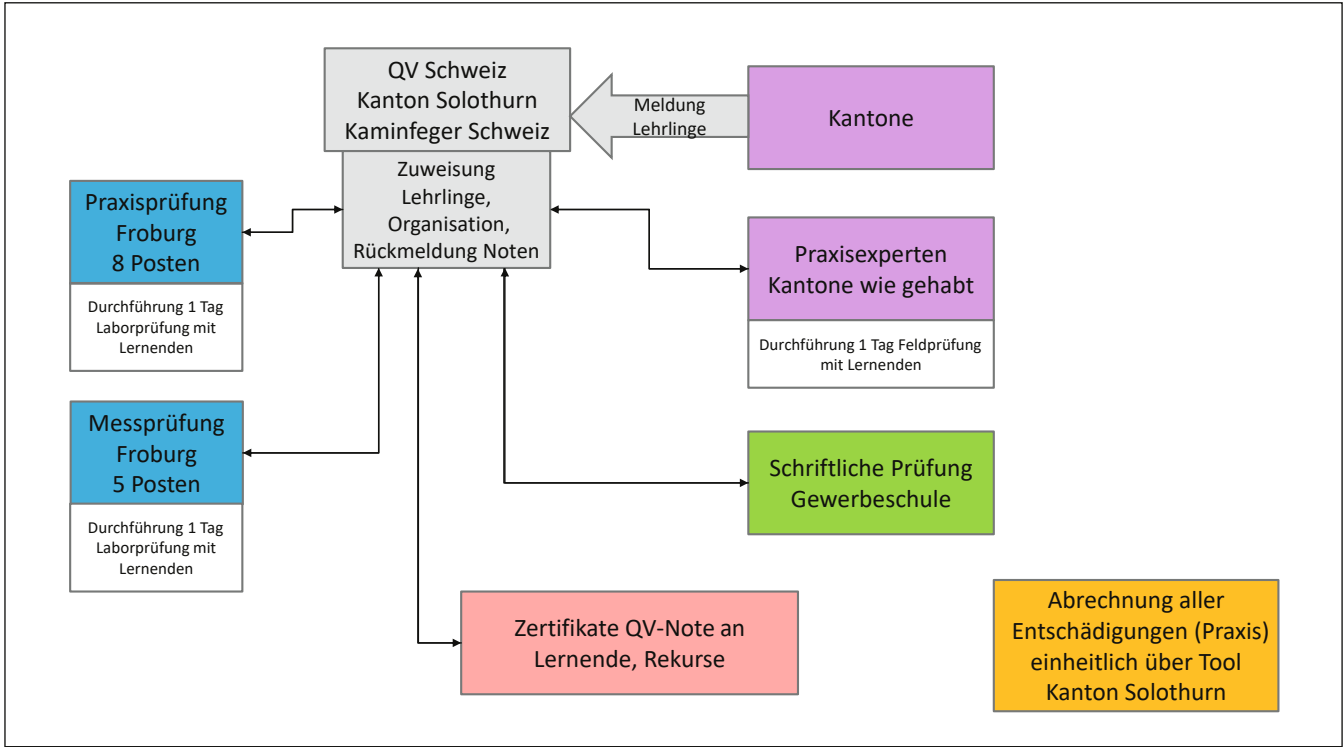 QV Schweiz
Kanton Solothurn
Kaminfeger Schweiz
Meldung
Lehrlinge
Kantone
Zuweisung
Lehrlinge,
Organisation,
Rückmeldung Noten
Praxisprüfung
Froburg
8 Posten
Durchführung 1 Tag
Laborprüfung mit
Lernenden
Praxisexperten
Kantone wie gehabt
Durchführung 1 Tag Feldprüfung
mit Lernenden
Messprüfung
Froburg
5 Posten
Durchführung 1 Tag
Laborprüfung mit
Lernenden
Schriftliche Prüfung
Gewerbeschule
Zertifikate QV-Note an
Lernende, Rekurse
Abrechnung aller
Entschädigungen (Praxis)
einheitlich über Tool
Kanton Solothurn